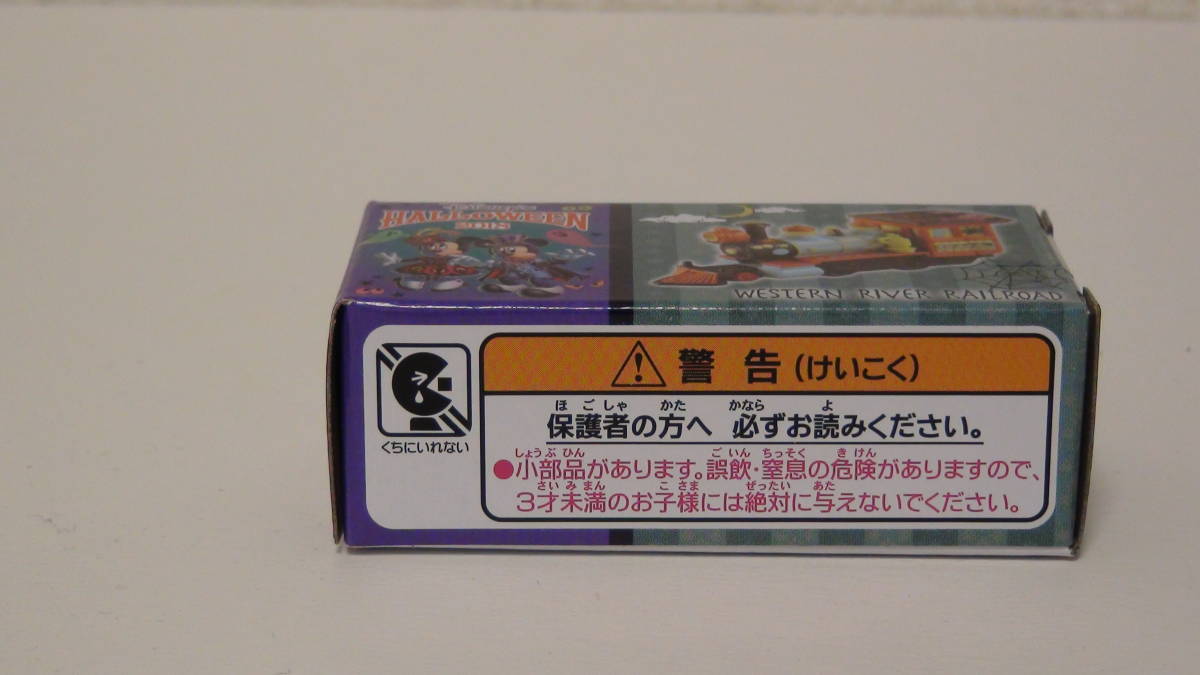 HALLOWEEN
2018
WESTERN RIVER RAILROAD
くちにいれない
警告(けいこく)
ほごしゃ かた かなら よ
保護者の方へ 必ずお読みください。
しょうぶひん ごいん ちっそく きけん
●小部品があります。誤飲・窒息の危険がありますので、
さいみまん こさま ぜったい あた
3才未満のお子様には絶対に与えないでください。